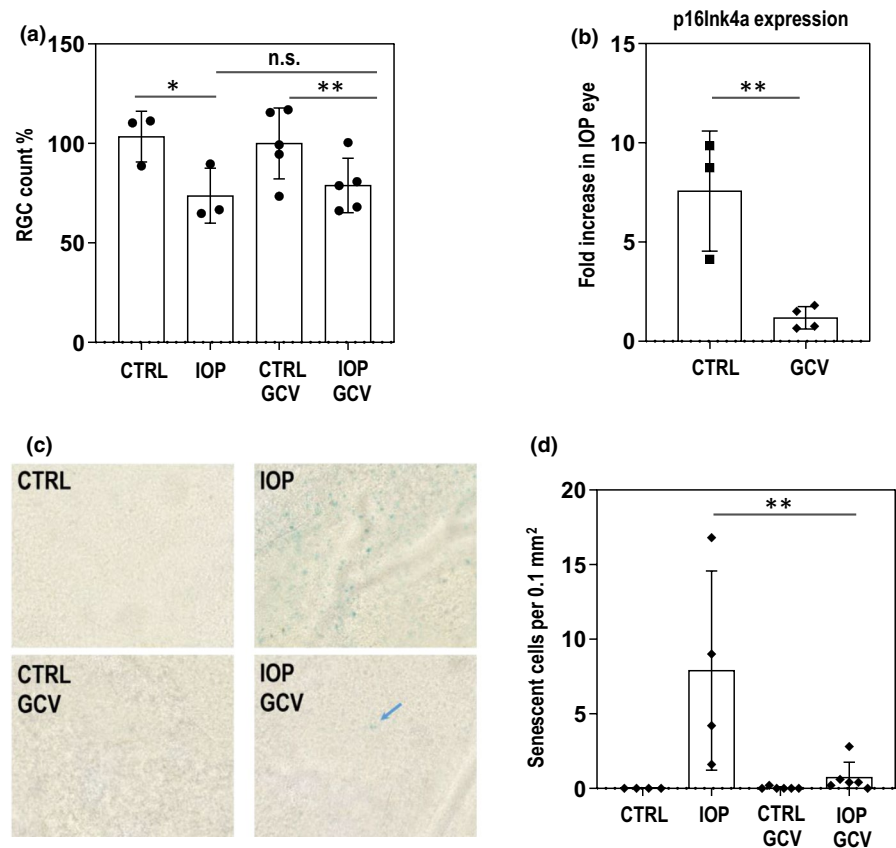 (a)
150
100
50
0
RGC count %
*
n.s.
**
CTRL
IOP
CTRL
GCV
IOP
GCV
(b)
p16Ink4a expression
15
10
5
0
Fold increase in IOP eye
**
CTRL
GCV
(c)
CTRL
IOP
CTRL
GCV
IOP
GCV
(d)
20
15
10
5
0
Senescent cells per 0.1 mm²
**
CTRL
IOP
CTRL
GCV
IOP
GCV